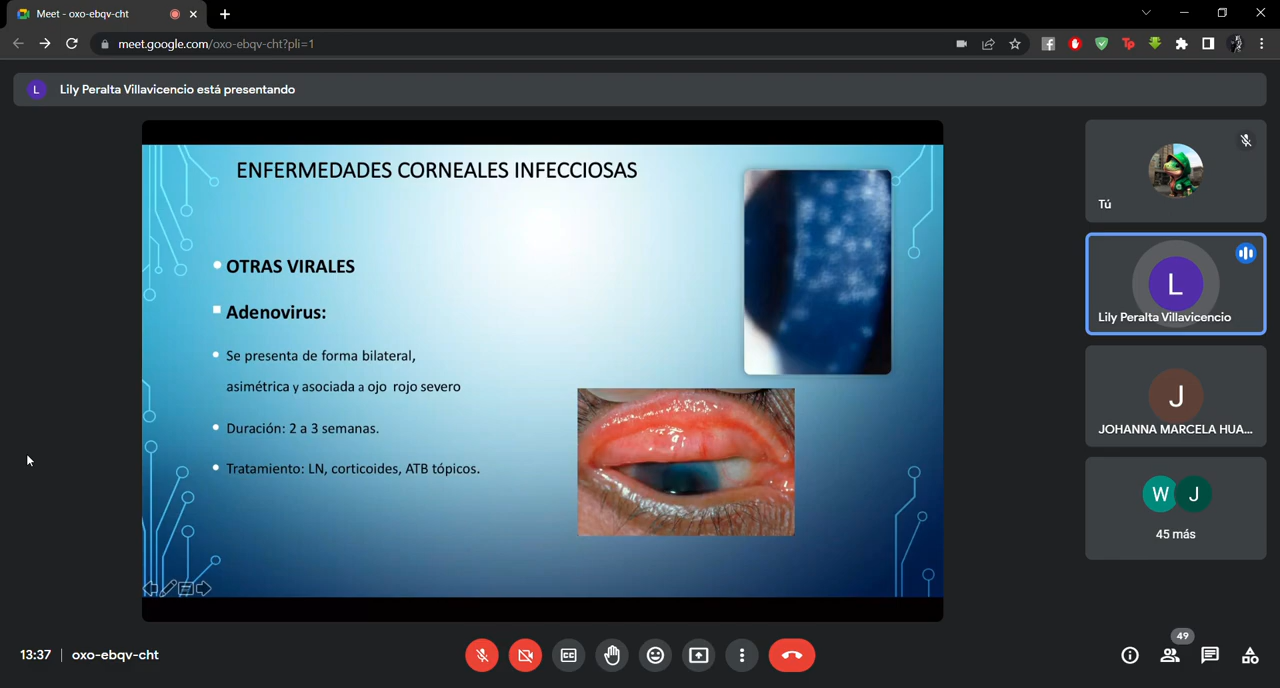 Meet - oxo-ebqv-cht
meet.google.com/oxo-ebqv-cht?pli=1
L
Lily Peralta Villavicencio está presentando
ENFERMEDADES CORNEALES INFECCIOSAS
OTRAS VIRALES
Adenovirus:
Se presenta de forma bilateral,
asimétrica y asociada a ojo rojo severo
Duración: 2 a 3 semanas.
Tratamiento: LN, corticoides, ATB tópicos.
Tú
L
Lily Peralta Villavicencio
J
JOHANNA MARCELA HUA...
W J
45 más
13:37 | oxo-ebqv-cht
49